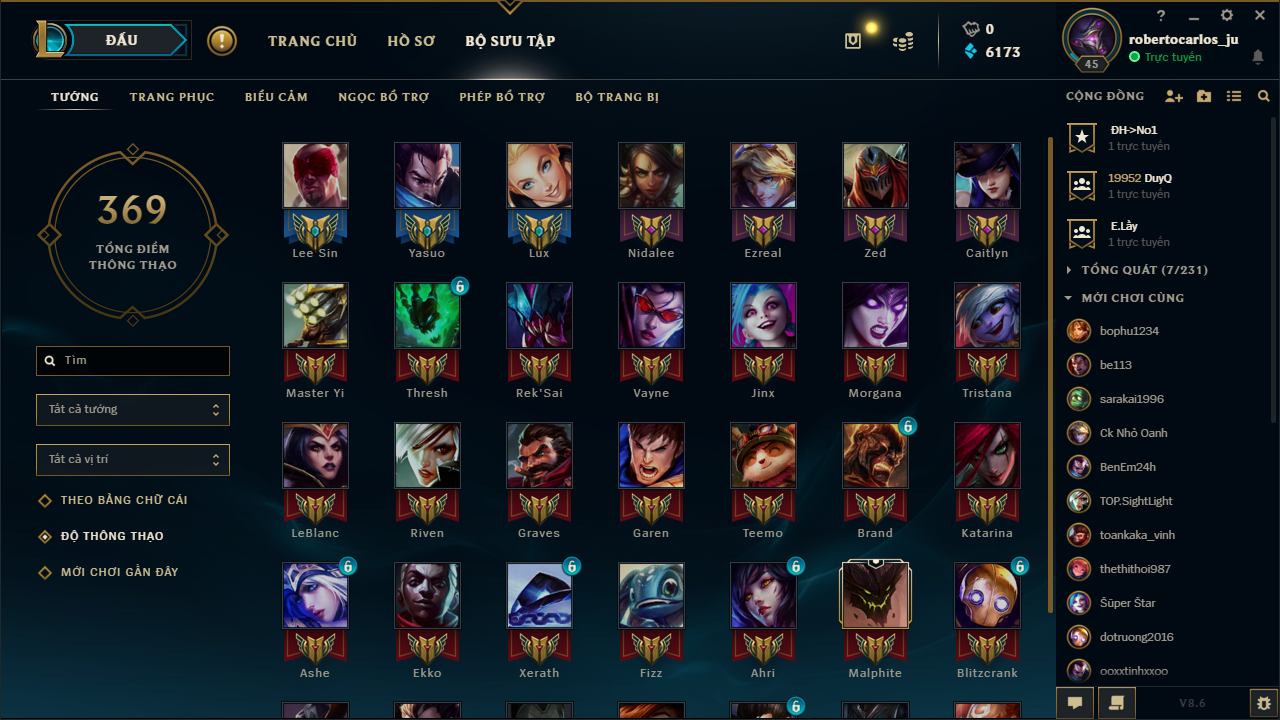 ĐẤU
!
TRANG CHỦ
HỒ SƠ
BỘ SƯU TẬP
0
6173
?
robertocarlos_ju
Trực tuyến
45
TƯỚNG
TRANG PHỤC
BIỂU CẢM
NGỌC BỔ TRỢ
PHÉP BỔ TRỢ
BỘ TRANG BỊ
369
TỔNG ĐIỂM
THÔNG THẠO
Tìm
Tất cả tướng
Tất cả vị trí
THEO BẢNG CHỮ CÁI
ĐỘ THÔNG THẠO
MỚI CHƠI GẦN ĐÂY
Lee Sin
Yasuo
Lux
Nidalee
Ezreal
Zed
Caitlyn
6
Master Yi
Thresh
Rek'Sai
Vayne
Jinx
Morgana
Tristana
6
LeBlanc
Riven
Graves
Garen
Teemo
Brand
Katarina
6
6
6
6
Ashe
Ekko
Xerath
Fizz
Ahri
Malphite
Blitzcrank
6
CỘNG ĐỒNG
ĐH->No1
1 trực tuyến
19952 DuyQ
1 trực tuyến
E.Lầy
1 trực tuyến
TỔNG QUÁT (7/231)
MỚI CHƠI CÙNG
bophu1234
be113
sarakai1996
Ck Nhỏ Oanh
BenEm24h
TOP.SightLight
toankaka_vinh
thethithoi987
Šüper Štar
dotruong2016
ooxxtinhxxoo
V8.6